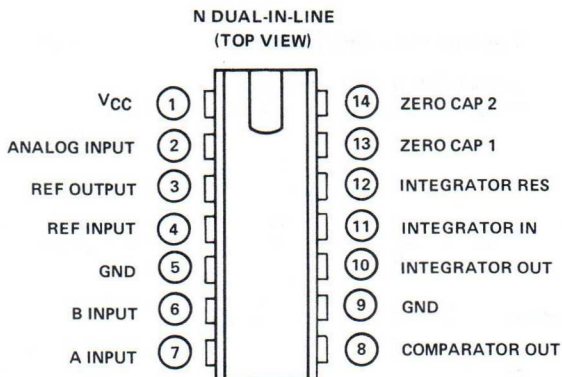 N DUAL-IN-LINE
(TOP VIEW)
VCC 1 14 ZERO CAP 2
ANALOG INPUT 2 13 ZERO CAP 1
REF OUTPUT 3 12 INTEGRATOR RES
REF INPUT 4 11 INTEGRATOR IN
GND 5 10 INTEGRATOR OUT
B INPUT 6 9 GND
A INPUT 7 8 COMPARATOR OUT